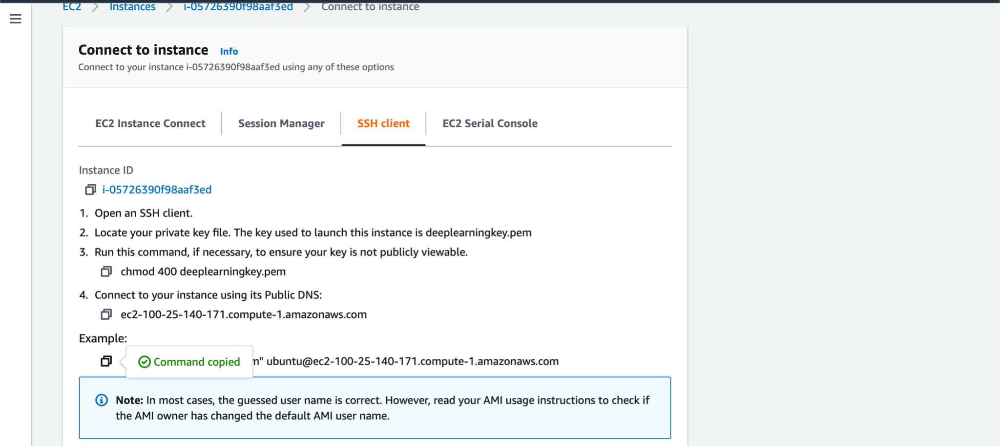 EC2 Instances i-05726390f98aaf3ed Connect to instance
Connect to instance Info
Connect to your instance i-05726390f98aaf3ed using any of these options
EC2 Instance Connect Session Manager SSH client EC2 Serial Console
Instance ID
i-05726390f98aaf3ed
1. Open an SSH client.
2. Locate your private key file. The key used to launch this instance is deeplearningkey.pem
3. Run this command, if necessary, to ensure your key is not publicly viewable.
chmod 400 deeplearningkey.pem
4. Connect to your instance using its Public DNS:
ec2-100-25-140-171.compute-1.amazonaws.com
Example:
Command copied m" ubuntu@ec2-100-25-140-171.compute-1.amazonaws.com
Note: In most cases, the guessed user name is correct. However, read your AMI usage instructions to check if
the AMI owner has changed the default AMI user name.